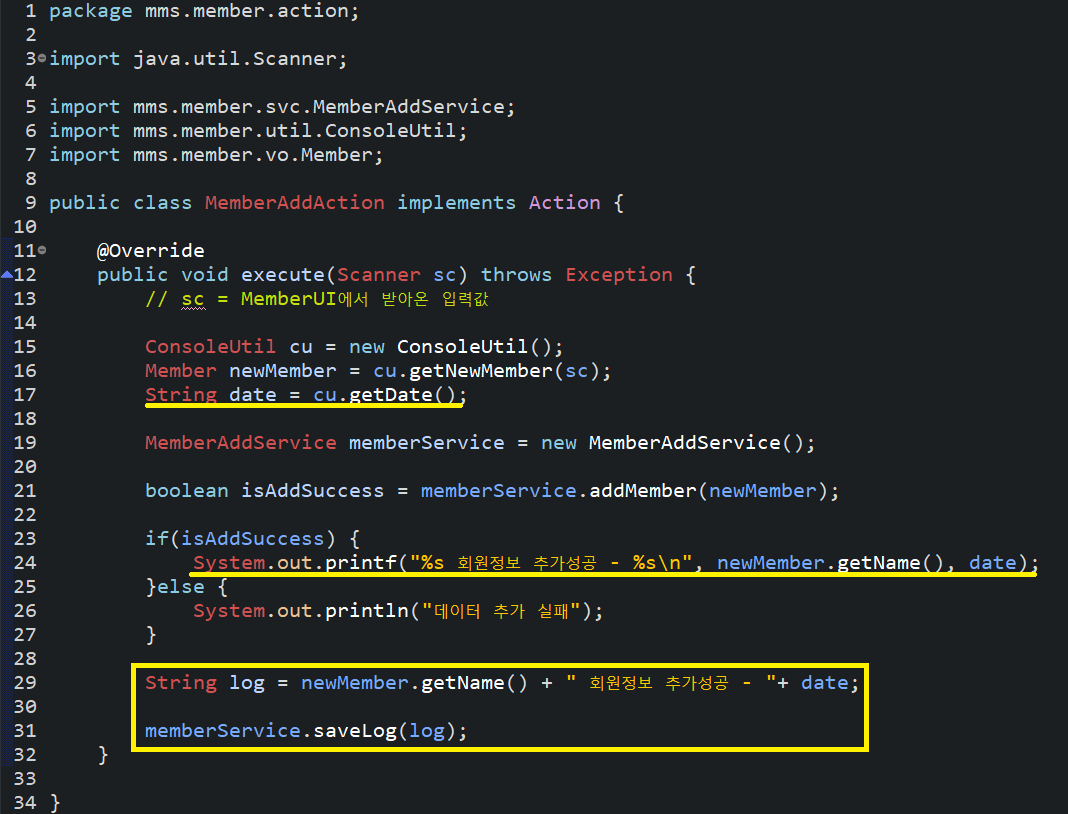 1 package mms.member.action;
2
3 import java.util.Scanner;
4
5 import mms.member.svc.MemberAddService;
6 import mms.member.util.ConsoleUtil;
7 import mms.member.vo.Member;
8
9 public class MemberAddAction implements Action {
10
11     @Override
12     public void execute(Scanner sc) throws Exception {
13         // sc = MemberUI에서 받아온 입력값
14
15         ConsoleUtil cu = new ConsoleUtil();
16         Member newMember = cu.getNewMember(sc);
17         String date = cu.getDate();
18
19         MemberAddService memberService = new MemberAddService();
20
21         boolean isAddSuccess = memberService.addMember(newMember);
22
23         if(isAddSuccess) {
24             System.out.printf("%s 회원정보 추가성공 - %s\n", newMember.getName(), date);
25         }else {
26             System.out.println("데이터 추가 실패");
27         }
28
29         String log = newMember.getName() + " 회원정보 추가성공 - "+ date;
30
31         memberService.saveLog(log);
32     }
33
34 }